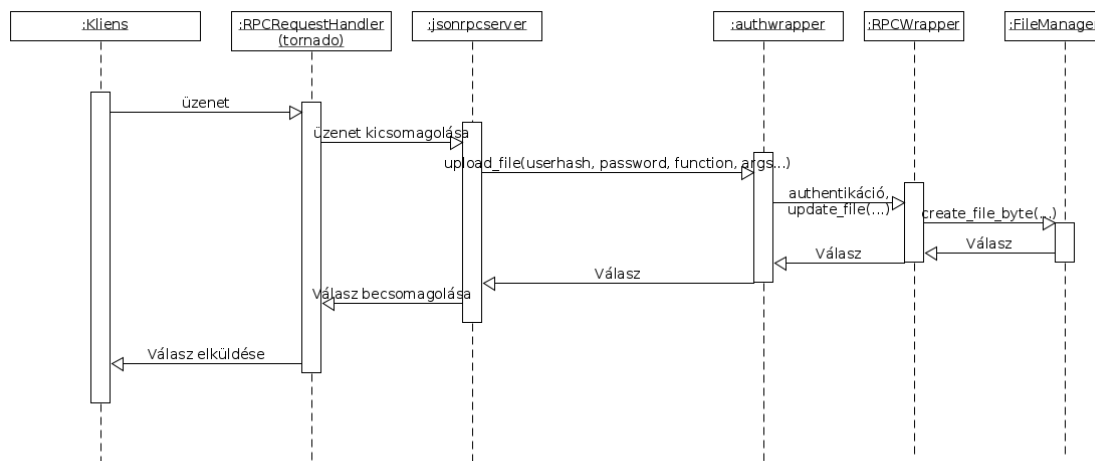 :Kliens
:RPCRequestHandler
(tornado)
:jsonrpcserver
:authwrapper
:RPCWrapper
:FileManager
üzenet
üzenet kicsomagolása
upload_file(userhash, password, function, args...)
authentikáció,
update_file(...)
create_file_byte(...)
Válasz
Válasz
Válasz
Válasz becsomagolása
Válasz elküldése